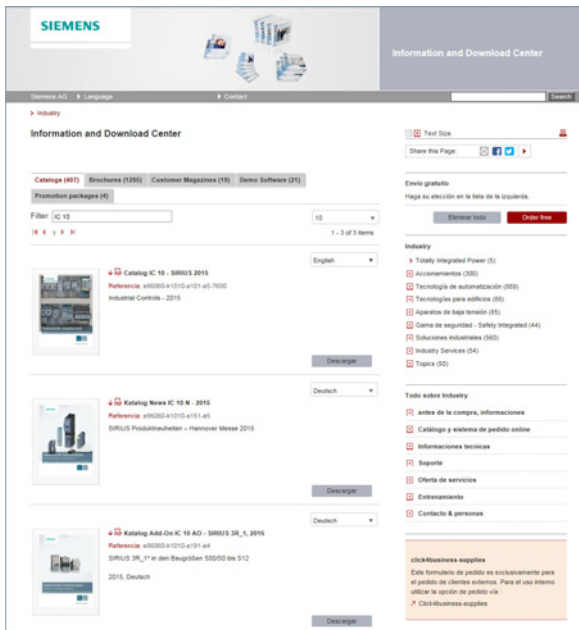 SIEMENS
Information and Download Center
Siemens AG
Language
Contact
Search
Industry
Information and Download Center
Text Size
Share this Page:
Catalogs (407)
Brochures (1205)
Customer Magazines (19)
Demo Software (21)
Promotion packages (4)
Filter: IC 10
10
1
1 - 3 of 3 items
English
Catalog IC 10 - SIRIUS 2015
Referencia: e86060-k1010-a101-a5-7600
Industrial Controls - 2015
Descargar
Deutsch
Katalog News IC 10 N - 2015
Referencia: e86060-k1010-e151-a5
SIRIUS Produktneuheiten – Hannover Messe 2015
Descargar
Deutsch
Katalog Add-On IC 10 AO - SIRIUS 3R_1, 2015
Referencia: e86060-k1010-a191-a4
SIRIUS 3R_1* in den Baugrößen S00/S0 bis S12
2015, Deutsch
Descargar
Envío gratuito
Haga su elección en la lista de la izquierda.
Eliminar todo
Order free
Industry
Totally Integrated Power (5)
Accionamientos (300)
Tecnología de automatización (889)
Tecnologías para edificios (86)
Aparatos de baja tensión (85)
Gama de seguridad - Safety Integrated (44)
Soluciones industriales (560)
Industry Services (54)
Topics (50)
Todo sobre Industry
antes de la compra, informaciones
Catálogo y sistema de pedido online
Informaciones tecnicas
Soporte
Oferta de servicios
Entrenamiento
Contacto & personas
click4business-supplies
Este formulario de pedido es exclusivamente para
el pedido de clientes externos. Para el uso interno
utilizar la opción de pedido vía :
Click4business-supplies